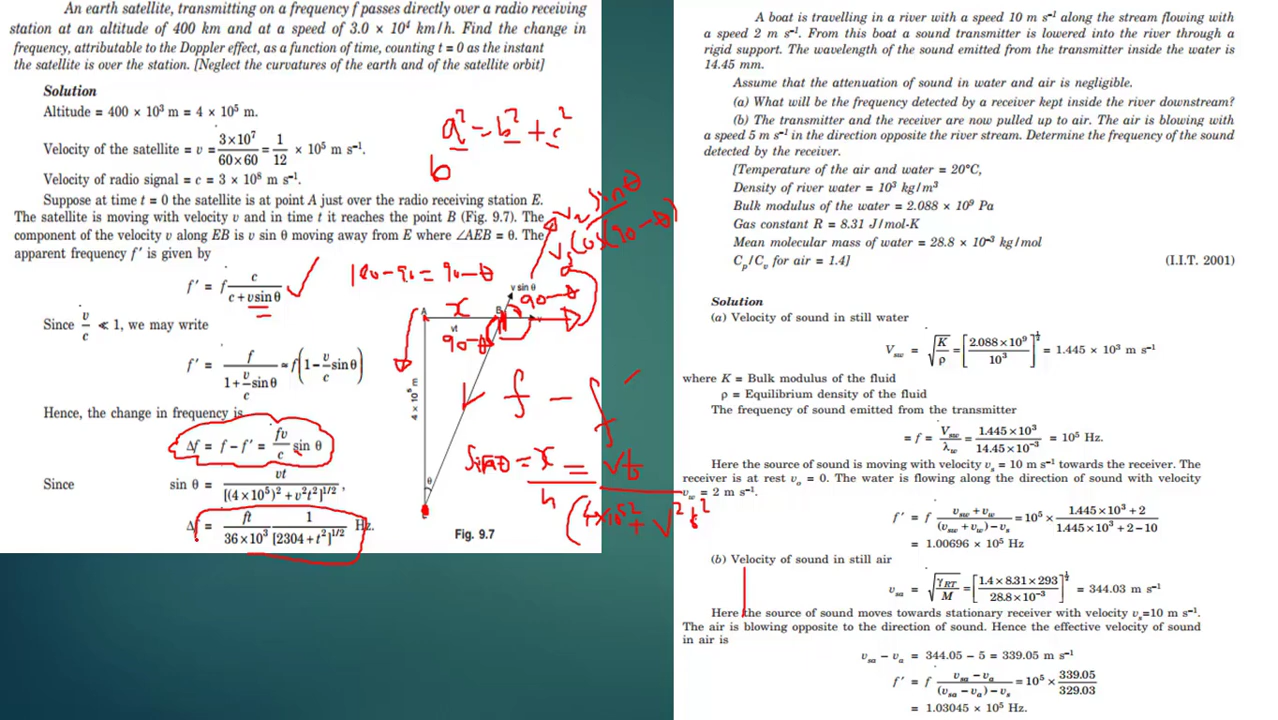 An earth satellite, transmitting on a frequency f passes directly over a radio receiving
station at an altitude of 400 km and at a speed of 3.0 × 10⁴ km/h. Find the change in
frequency, attributable to the Doppler effect, as a function of time, counting t = 0 as the instant
the satellite is over the station. [Neglect the curvatures of the earth and of the satellite orbit]
Solution
Altitude = 400 × 10³ m = 4 × 10⁵ m.
Velocity of the satellite = v = 3×10⁷/60×60 = 1/12 × 10⁵ m s⁻¹.
Velocity of radio signal = c = 3 × 10⁸ m s⁻¹.
Suppose at time t = 0 the satellite is at point A just over the radio receiving station E.
The satellite is moving with velocity v and in time t it reaches the point B (Fig. 9.7). The
component of the velocity v along EB is v sin θ moving away from E where ∠AEB = θ. The
apparent frequency f′ is given by
f′ = f c/(c + v sin θ)
Since v/c ≪ 1, we may write
f′ = f/(1 + v/c sin θ) ≈ f(1 − v/c sin θ)
Hence, the change in frequency is
Δf = f − f′ = fv/c sin θ
Since sin θ = vt/[(4×10⁵)² + v²t²]^1/2,
Δf = ft/36×10³ 1/[2304 + t²]^1/2 Hz.
a² = b² + c²
b
180-90 = 90-θ
x
90-θ
90-θ
v sin θ
A
B
v
vt
4 × 10⁵ m
θ
f - f′
sinθ = x/h = vt/(4×10⁵)² + v²t²
Fig. 9.7
A boat is travelling in a river with a speed 10 m s⁻¹ along the stream flowing with
a speed 2 m s⁻¹. From this boat a sound transmitter is lowered into the river through a
rigid support. The wavelength of the sound emitted from the transmitter inside the water is
14.45 mm.
Assume that the attenuation of sound in water and air is negligible.
(a) What will be the frequency detected by a receiver kept inside the river downstream?
(b) The transmitter and the receiver are now pulled up to air. The air is blowing with
a speed 5 m s⁻¹ in the direction opposite the river stream. Determine the frequency of the sound
detected by the receiver.
[Temperature of the air and water = 20°C,
Density of river water = 10³ kg/m³
Bulk modulus of the water = 2.088 × 10⁹ Pa
Gas constant R = 8.31 J/mol-K
Mean molecular mass of water = 28.8 × 10⁻³ kg/mol
Cp/Cv for air = 1.4] (I.I.T. 2001)
Solution
(a) Velocity of sound in still water
Vsw = √K/ρ = [2.088×10⁹/10³]^1/2 = 1.445 × 10³ m s⁻¹
where K = Bulk modulus of the fluid
ρ = Equilibrium density of the fluid
The frequency of sound emitted from the transmitter
= f = Vsw/λw = 1.445×10³/14.45×10⁻³ = 10⁵ Hz.
Here the source of sound is moving with velocity vs = 10 m s⁻¹ towards the receiver. The
receiver is at rest vo = 0. The water is flowing along the direction of sound with velocity
vw = 2 m s⁻¹.
f′ = f (vsw + vw)/((vsw + vw) − vs) = 10⁵ × (1.445×10³ + 2)/(1.445×10³ + 2 − 10)
= 1.00696 × 10⁵ Hz
(b) Velocity of sound in still air
vsa = √γRT/M = [1.4×8.31×293/28.8×10⁻³]^1/2 = 344.03 m s⁻¹
Here the source of sound moves towards stationary receiver with velocity vs=10 m s⁻¹.
The air is blowing opposite to the direction of sound. Hence the effective velocity of sound
in air is
vsa − va = 344.05 − 5 = 339.05 m s⁻¹
f′ = f (vsa − va)/((vsa − va) − vs) = 10⁵ × 339.05/329.03
= 1.03045 × 10⁵ Hz.